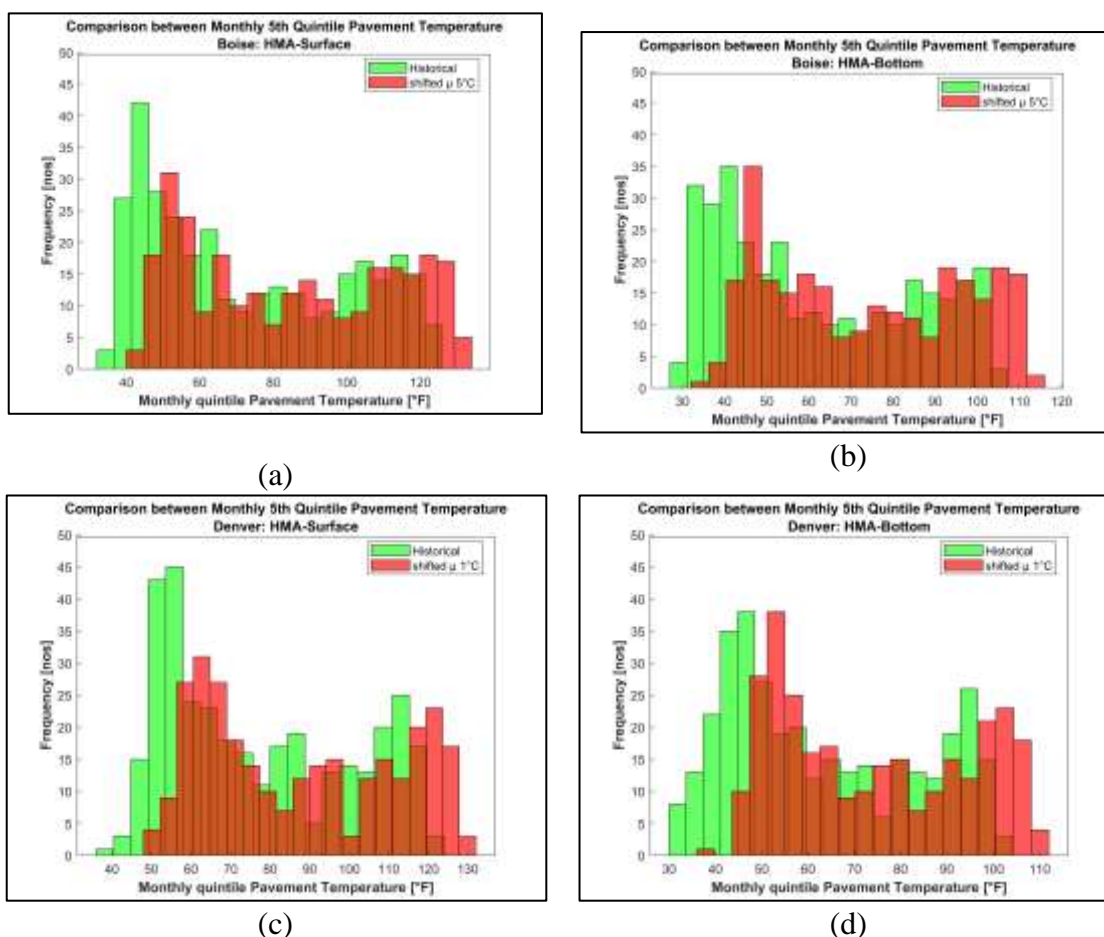 Comparison between Monthly 5th Quintile Pavement Temperature
Boise: HMA-Surface
50
45
40
35
30
25
20
15
10
5
0
Frequency [nos]
Historical
shifted μ 5°C
40
60
80
100
120
Monthly quintile Pavement Temperature [°F]
(a)
Comparison between Monthly 5th Quintile Pavement Temperature
Boise: HMA-Bottom
50
45
40
35
30
25
20
15
10
5
0
Frequency [nos]
Historical
shifted μ 5°C
30
40
50
60
70
80
90
100
110
120
Monthly quintile Pavement Temperature [°F]
(b)
Comparison between Monthly 5th Quintile Pavement Temperature
Denver: HMA-Surface
50
45
40
35
30
25
20
15
10
5
0
Frequency [nos]
Historical
shifted μ 1°C
40
50
60
70
80
90
100
110
120
130
Monthly quintile Pavement Temperature [°F]
(c)
Comparison between Monthly 5th Quintile Pavement Temperature
Denver: HMA-Bottom
50
45
40
35
30
25
20
15
10
5
0
Frequency [nos]
Historical
shifted μ 1°C
30
40
50
60
70
80
90
100
110
Monthly quintile Pavement Temperature [°F]
(d)